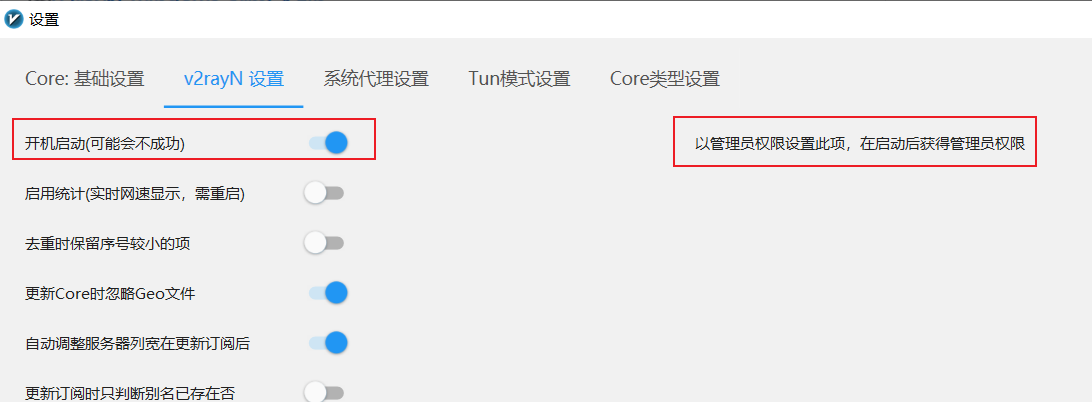 设置
Core: 基础设置 v2rayN 设置 系统代理设置 Tun模式设置 Core类型设置
开机启动(可能会不成功) 以管理员权限设置此项，在启动后获得管理员权限
启用统计(实时网速显示，需重启)
去重时保留序号较小的项
更新Core时忽略Geo文件
自动调整服务器列宽在更新订阅后
更新订阅时只判断别名已存在否